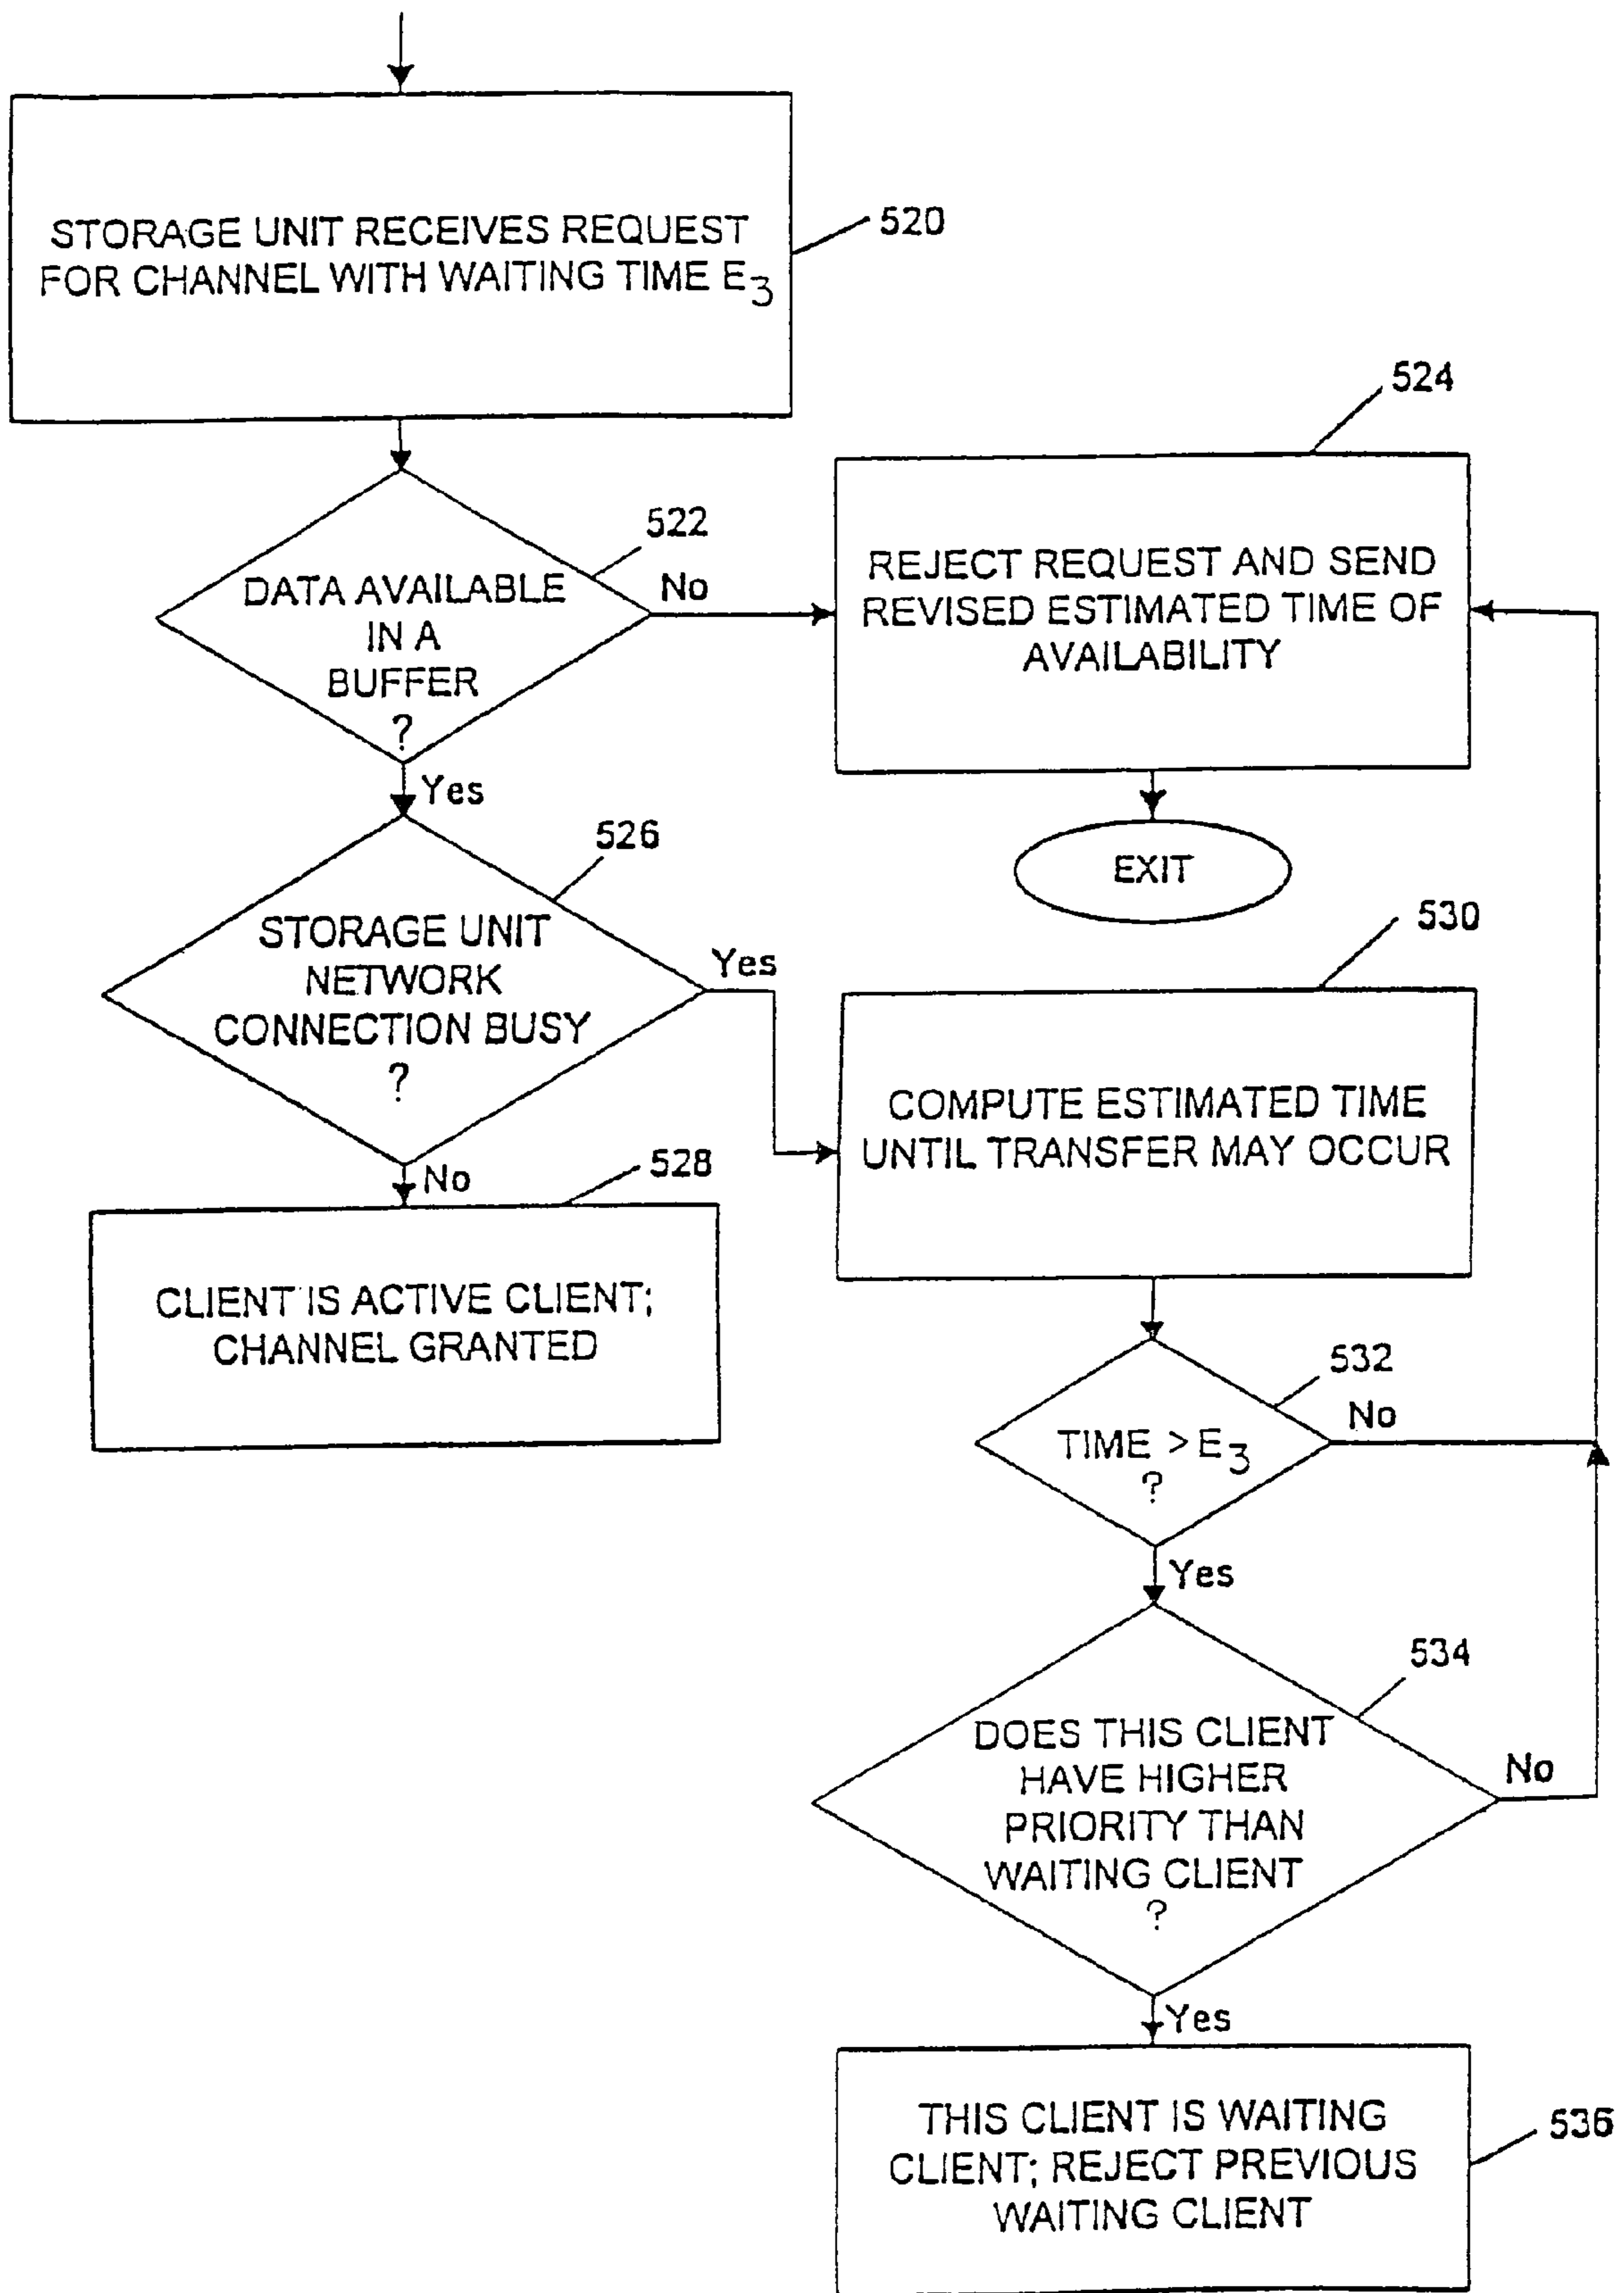 STORAGE UNIT RECEIVES REQUEST
FOR CHANNEL WITH WAITING TIME E3
520
524
522
DATA AVAILABLE
IN A
BUFFER
?
No
REJECT REQUEST AND SEND
REVISED ESTIMATED TIME OF
AVAILABILITY
Yes
EXIT
526
STORAGE UNIT
NETWORK
CONNECTION BUSY
?
Yes
530
COMPUTE ESTIMATED TIME
UNTIL TRANSFER MAY OCCUR
No
528
CLIENT IS ACTIVE CLIENT;
CHANNEL GRANTED
532
TIME > E3
?
No
Yes
534
DOES THIS CLIENT
HAVE HIGHER
PRIORITY THAN
WAITING CLIENT
?
No
Yes
THIS CLIENT IS WAITING
CLIENT; REJECT PREVIOUS
WAITING CLIENT
536